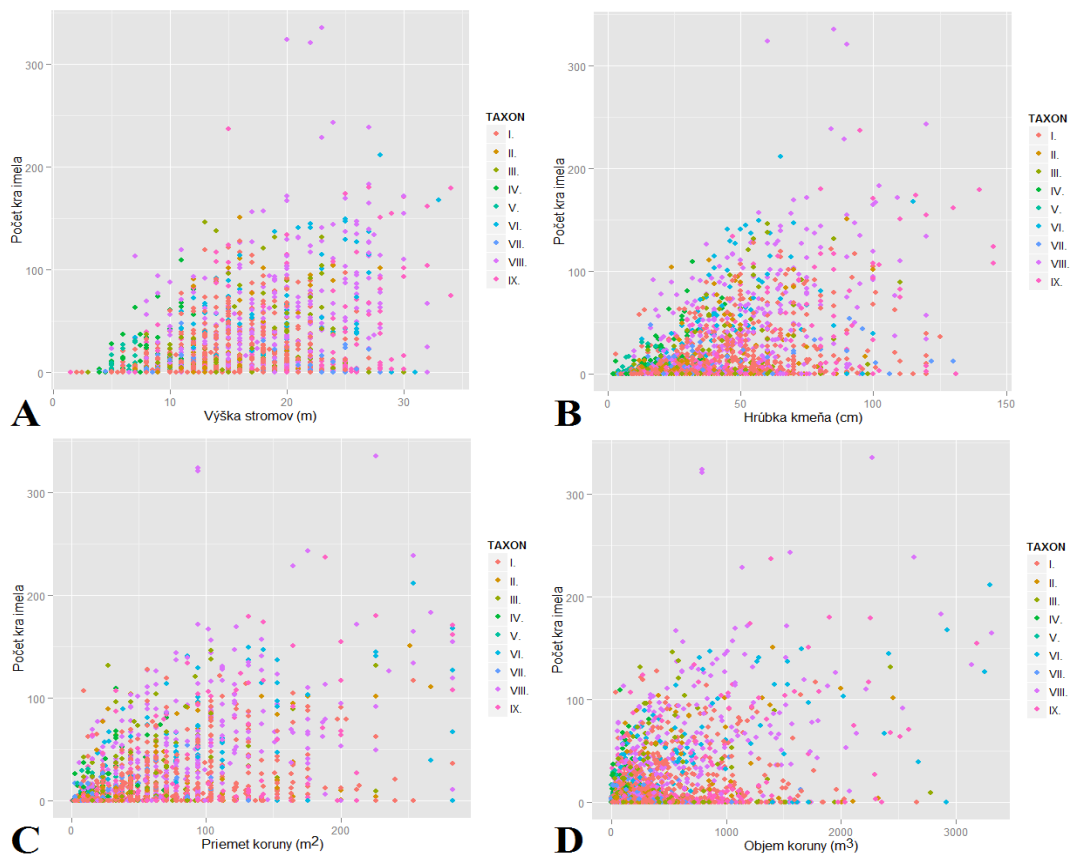 Počet kra imela
300
200
100
0
0
10
20
30
Výška stromov (m)
TAXON
I.
II.
III.
IV.
V.
VI.
VII.
VIII.
IX.
A
Počet kra imela
300
200
100
0
0
50
100
150
Hrúbka kmeňa (cm)
TAXON
I.
II.
III.
IV.
V.
VI.
VII.
VIII.
IX.
B
Počet kra imela
300
200
100
0
0
100
200
Priemet koruny (m²)
TAXON
I.
II.
III.
IV.
V.
VI.
VII.
VIII.
IX.
C
Počet kra imela
300
200
100
0
0
1000
2000
3000
Objem koruny (m³)
TAXON
I.
II.
III.
IV.
V.
VI.
VII.
VIII.
IX.
D